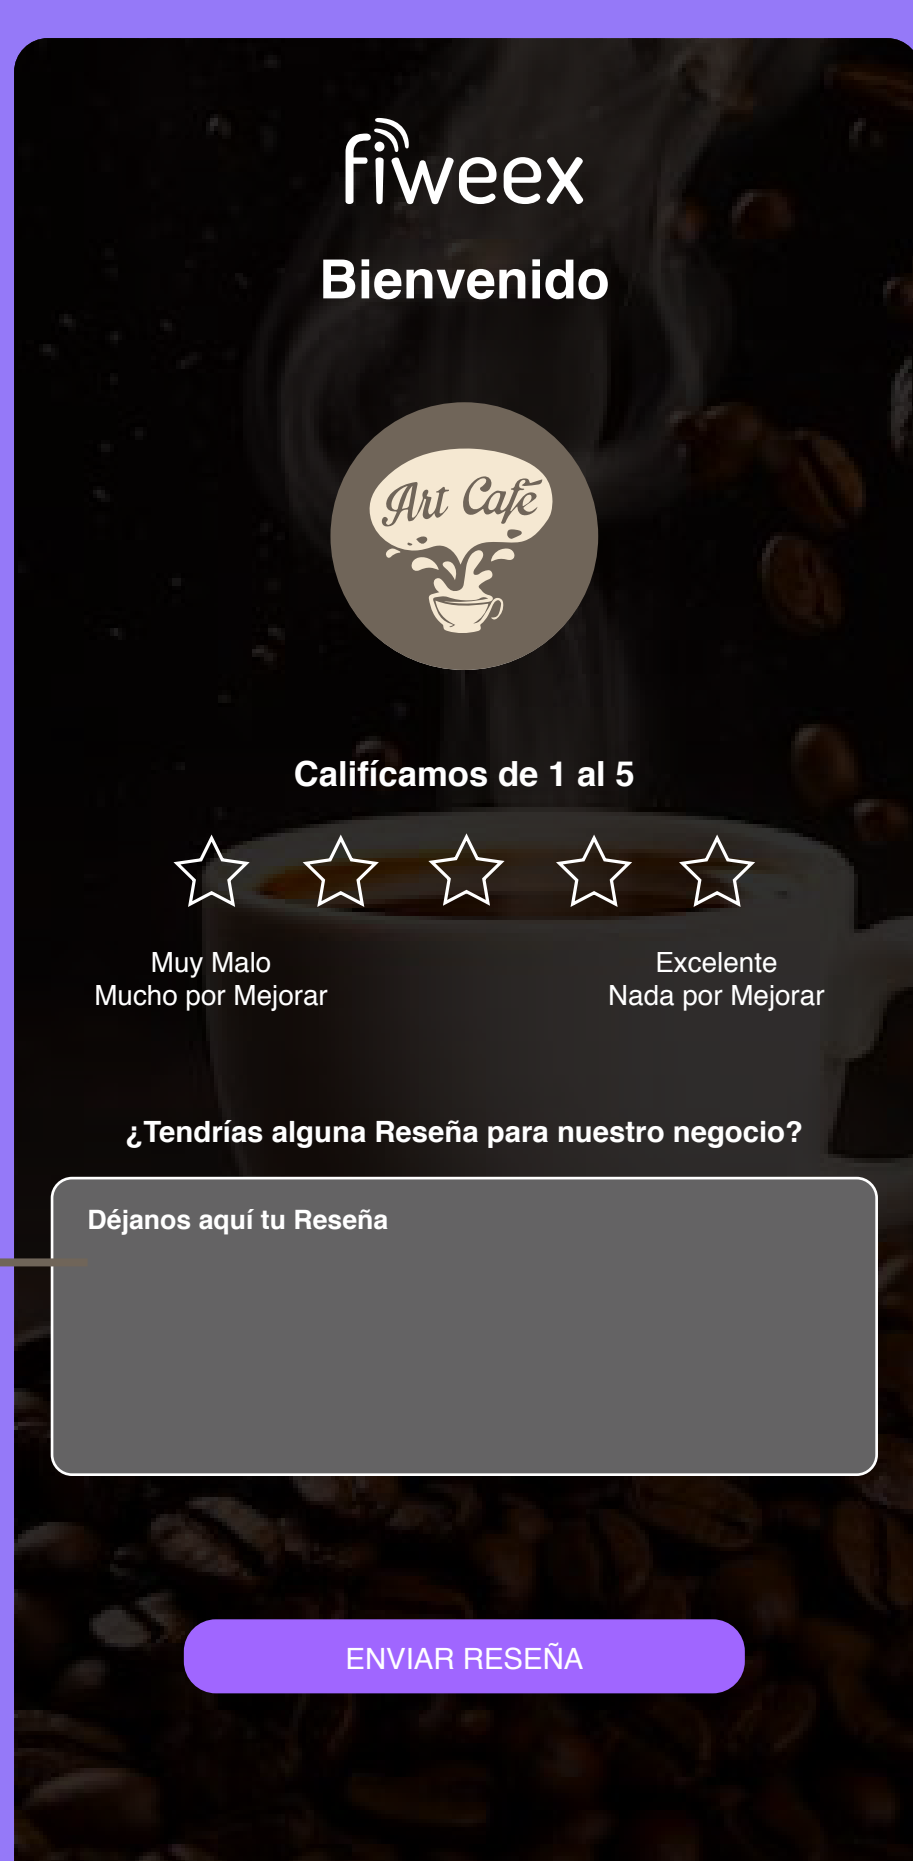 fiweex
Bienvenido
Art Café
Califícamos de 1 al 5
Muy Malo
Mucho por Mejorar
Excelente
Nada por Mejorar
¿Tendrías alguna Reseña para nuestro negocio?
Déjanos aquí tu Reseña
ENVIAR RESEÑA